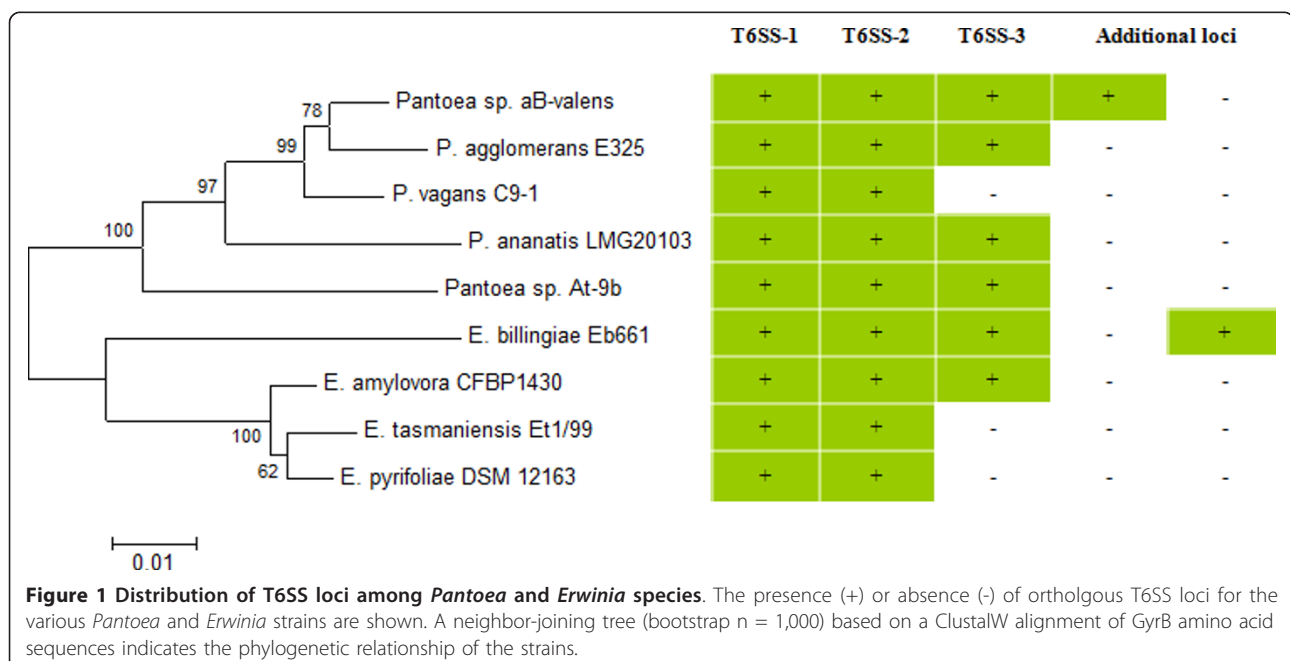 T6SS-1 T6SS-2 T6SS-3 Additional loci
78 Pantoea sp. aB-valens + + + + -
99 P. agglomerans E325 + + + - -
97 P. vagans C9-1 + + - - -
100 P. ananatis LMG20103 + + + - -
Pantoea sp. At-9b + + + - -
E. billingiae Eb661 + + + - +
E. amylovora CFBP1430 + + + - -
100 E. tasmaniensis Et1/99 + + - - -
62 E. pyrifoliae DSM 12163 + + - - -
0.01
Figure 1 Distribution of T6SS loci among Pantoea and Erwinia species. The presence (+) or absence (-) of ortholgous T6SS loci for the
various Pantoea and Erwinia strains are shown. A neighbor-joining tree (bootstrap n = 1,000) based on a ClustalW alignment of GyrB amino acid
sequences indicates the phylogenetic relationship of the strains.